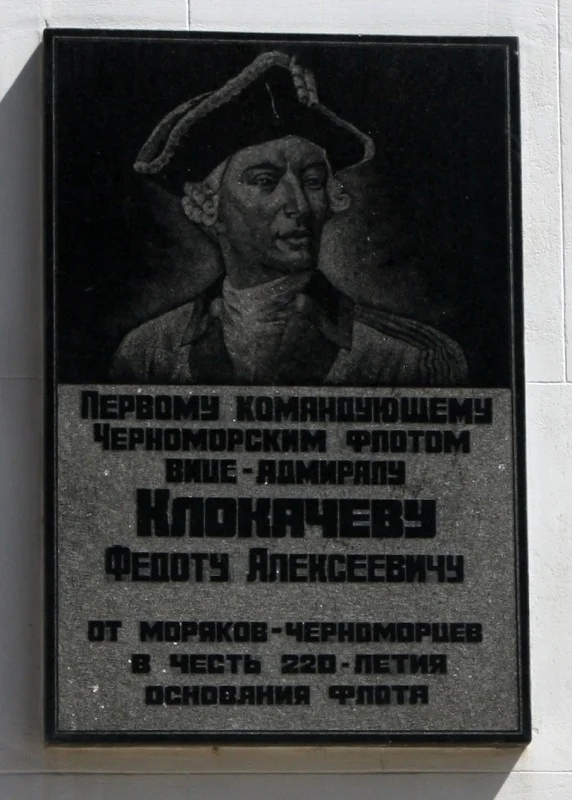 Первому командующему
Черноморским флотом
вице-адмиралу
Клокачеву
Федоту Алексеевичу
от моряков-черноморцев
в честь 220-летия
основания флота